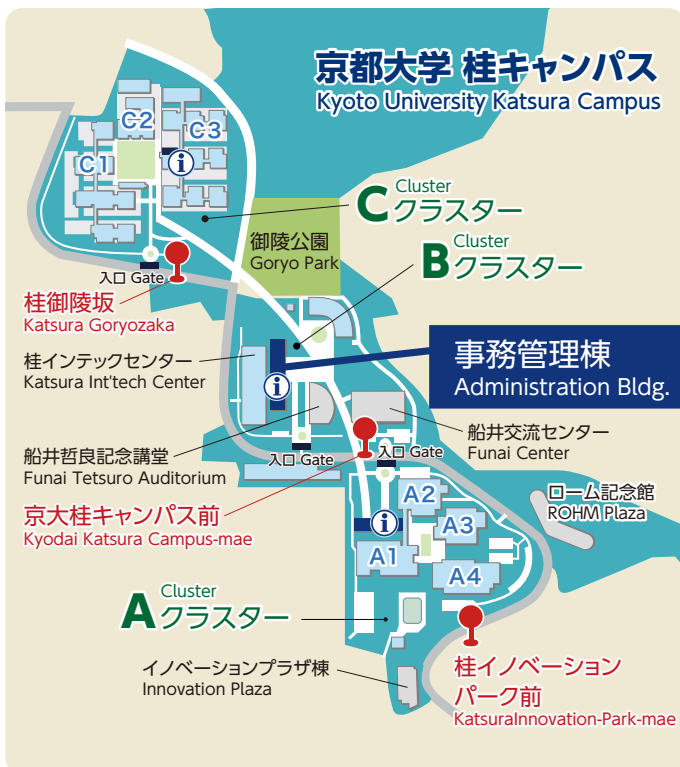 京都大学 桂キャンパス
Kyoto University Katsura Campus
C2
C3
C1
i
Cluster
Cクラスター
御陵公園
Goryo Park
Cluster
Bクラスター
入口 Gate
桂御陵坂
Katsura Goryozaka
事務管理棟
Administration Bldg.
桂インテックセンター
Katsura Int'tech Center
i
船井哲良記念講堂
Funai Tetsuro Auditorium
入口 Gate
入口 Gate
船井交流センター
Funai Center
京大桂キャンパス前
Kyodai Katsura Campus-mae
ローム記念館
ROHM Plaza
A2
i
A3
A1
A4
Cluster
Aクラスター
イノベーションプラザ棟
Innovation Plaza
桂イノベーション
パーク前
KatsuraInnovation-Park-mae